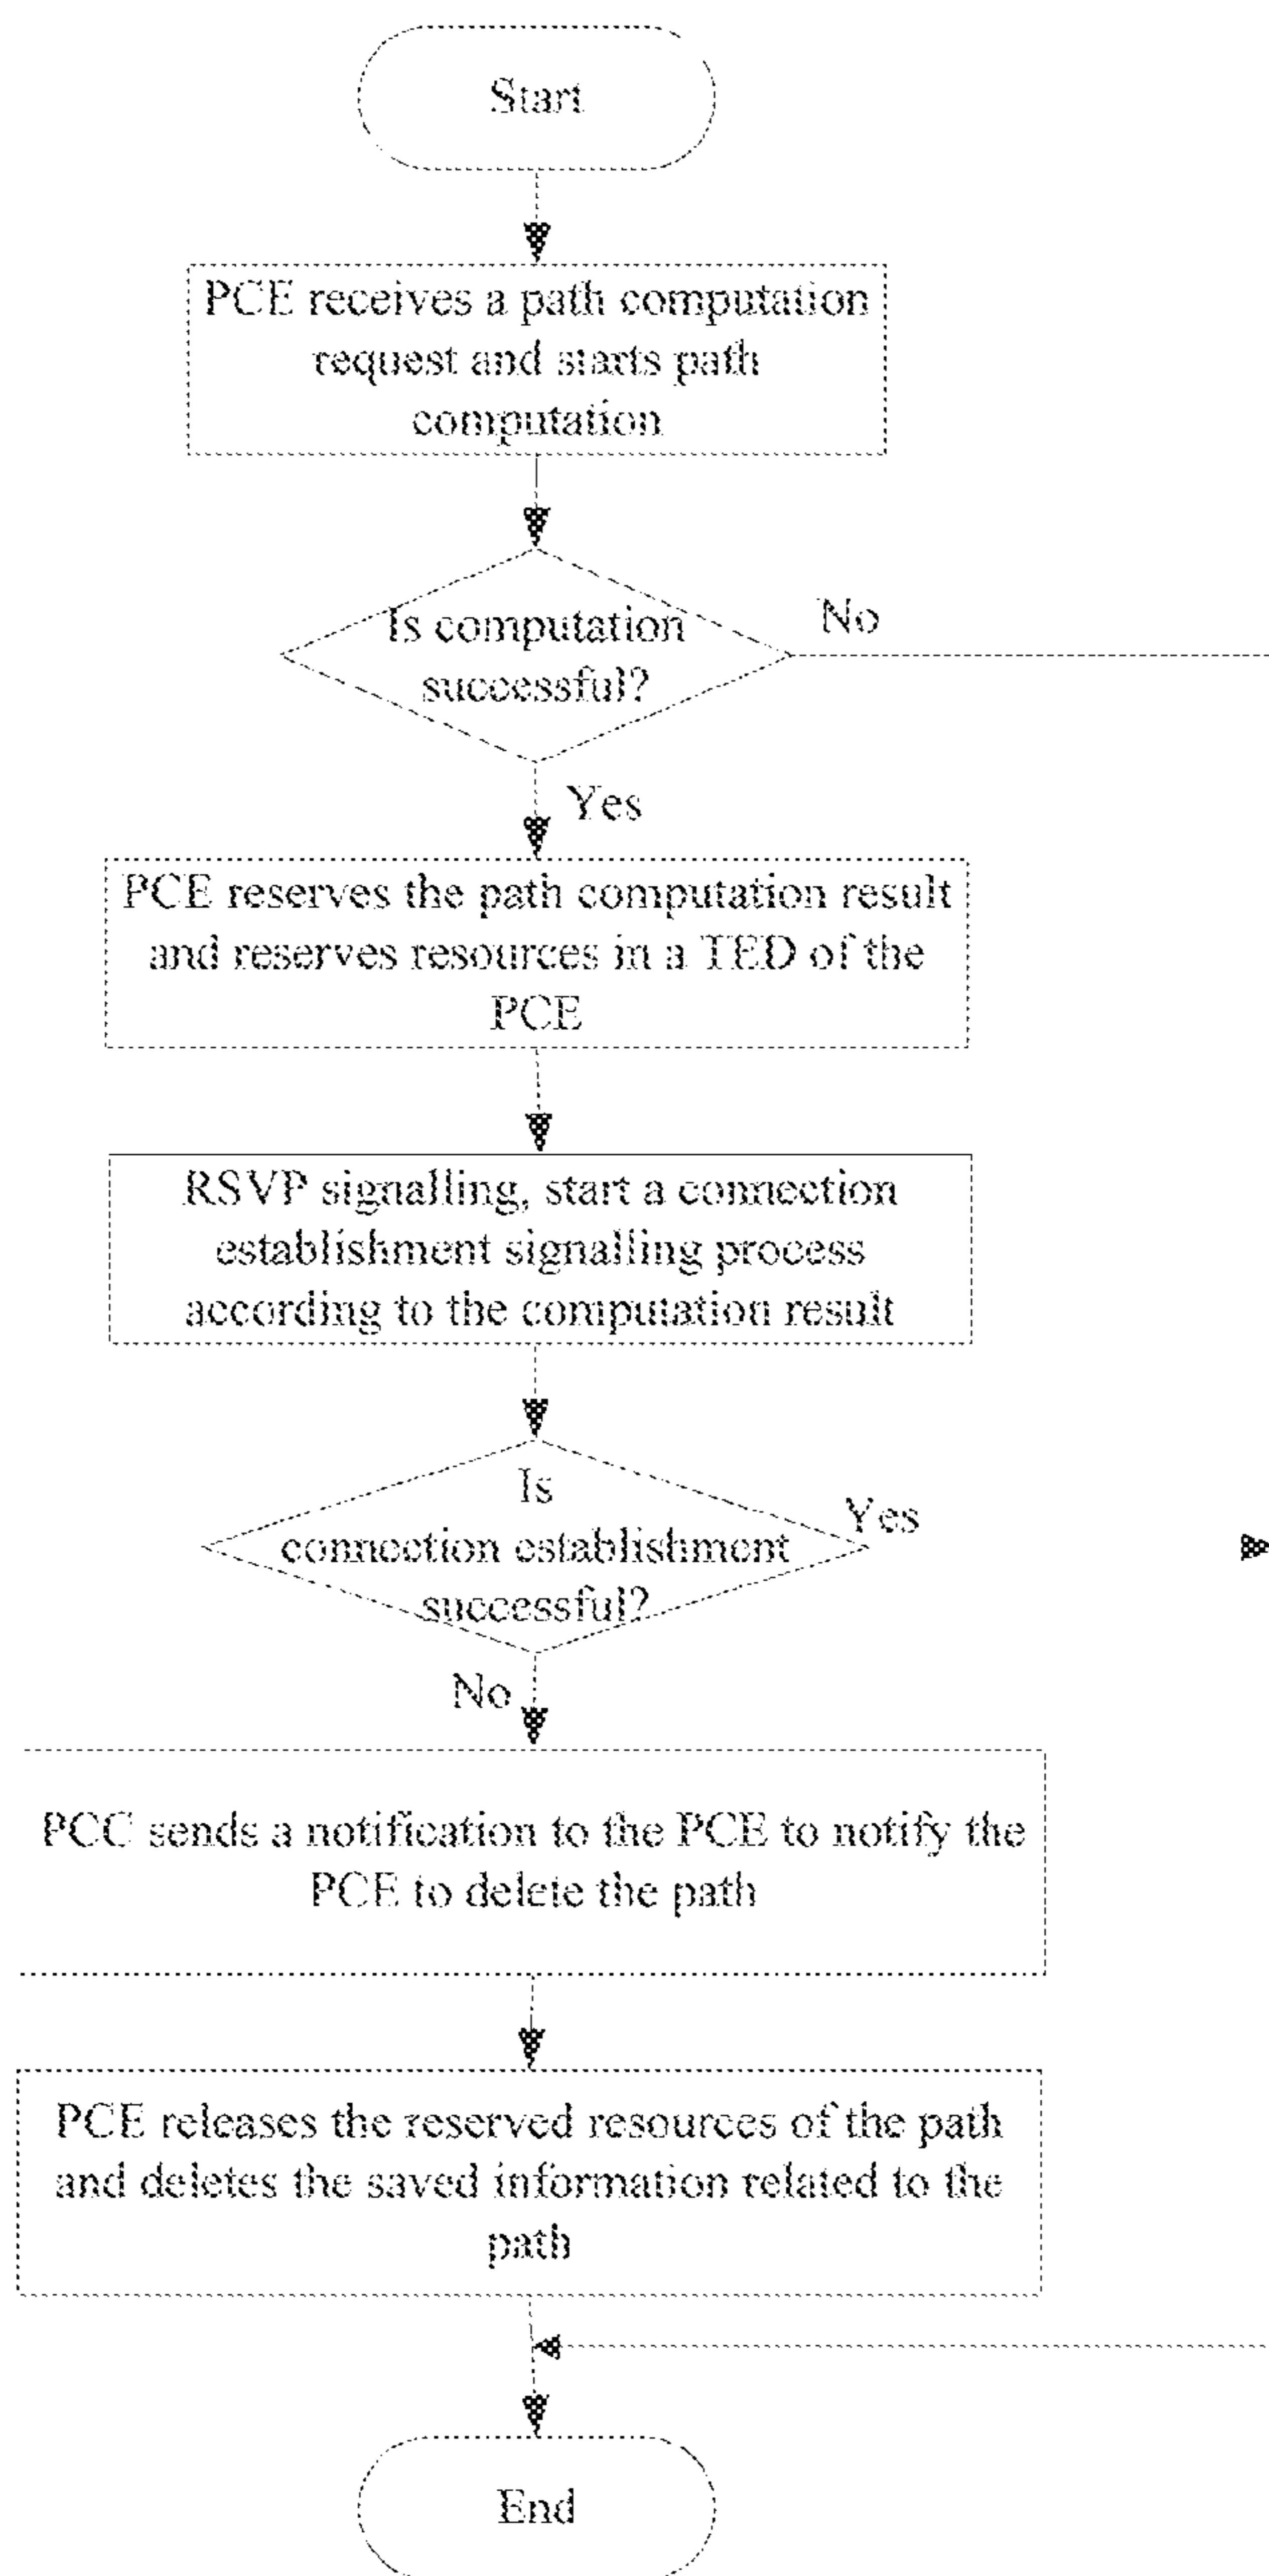 Start
PCE receives a path computation
request and starts path
computation
Is computation
successful?
No
Yes
PCE reserves the path computation result
and reserves resources in a TED of the
PCE
RSVP signalling, start a connection
establishment signalling process
according to the computation result
Is
connection establishment
successful?
Yes
No
PCC sends a notification to the PCE to notify the
PCE to delete the path
PCE releases the reserved resources of the path
and deletes the saved information related to the
path
End